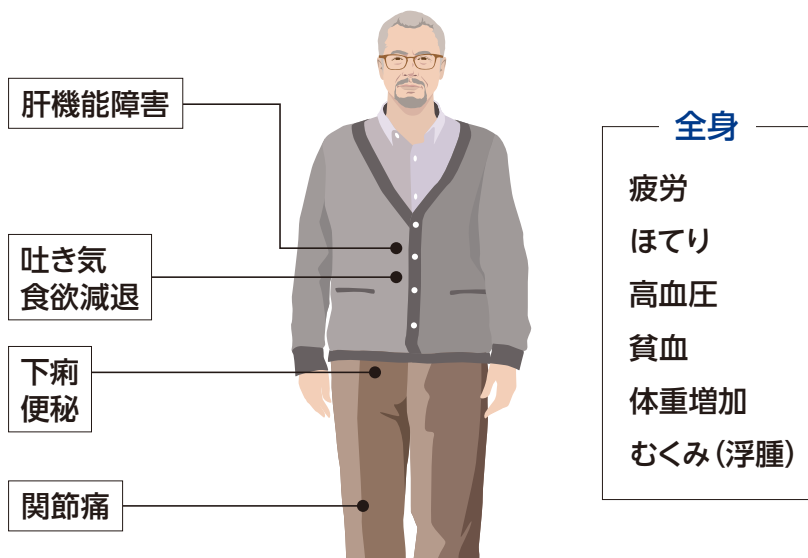 肝機能障害
吐き気
食欲減退
下痢
便秘
関節痛
全身
疲労
ほてり
高血圧
貧血
体重増加
むくみ（浮腫）